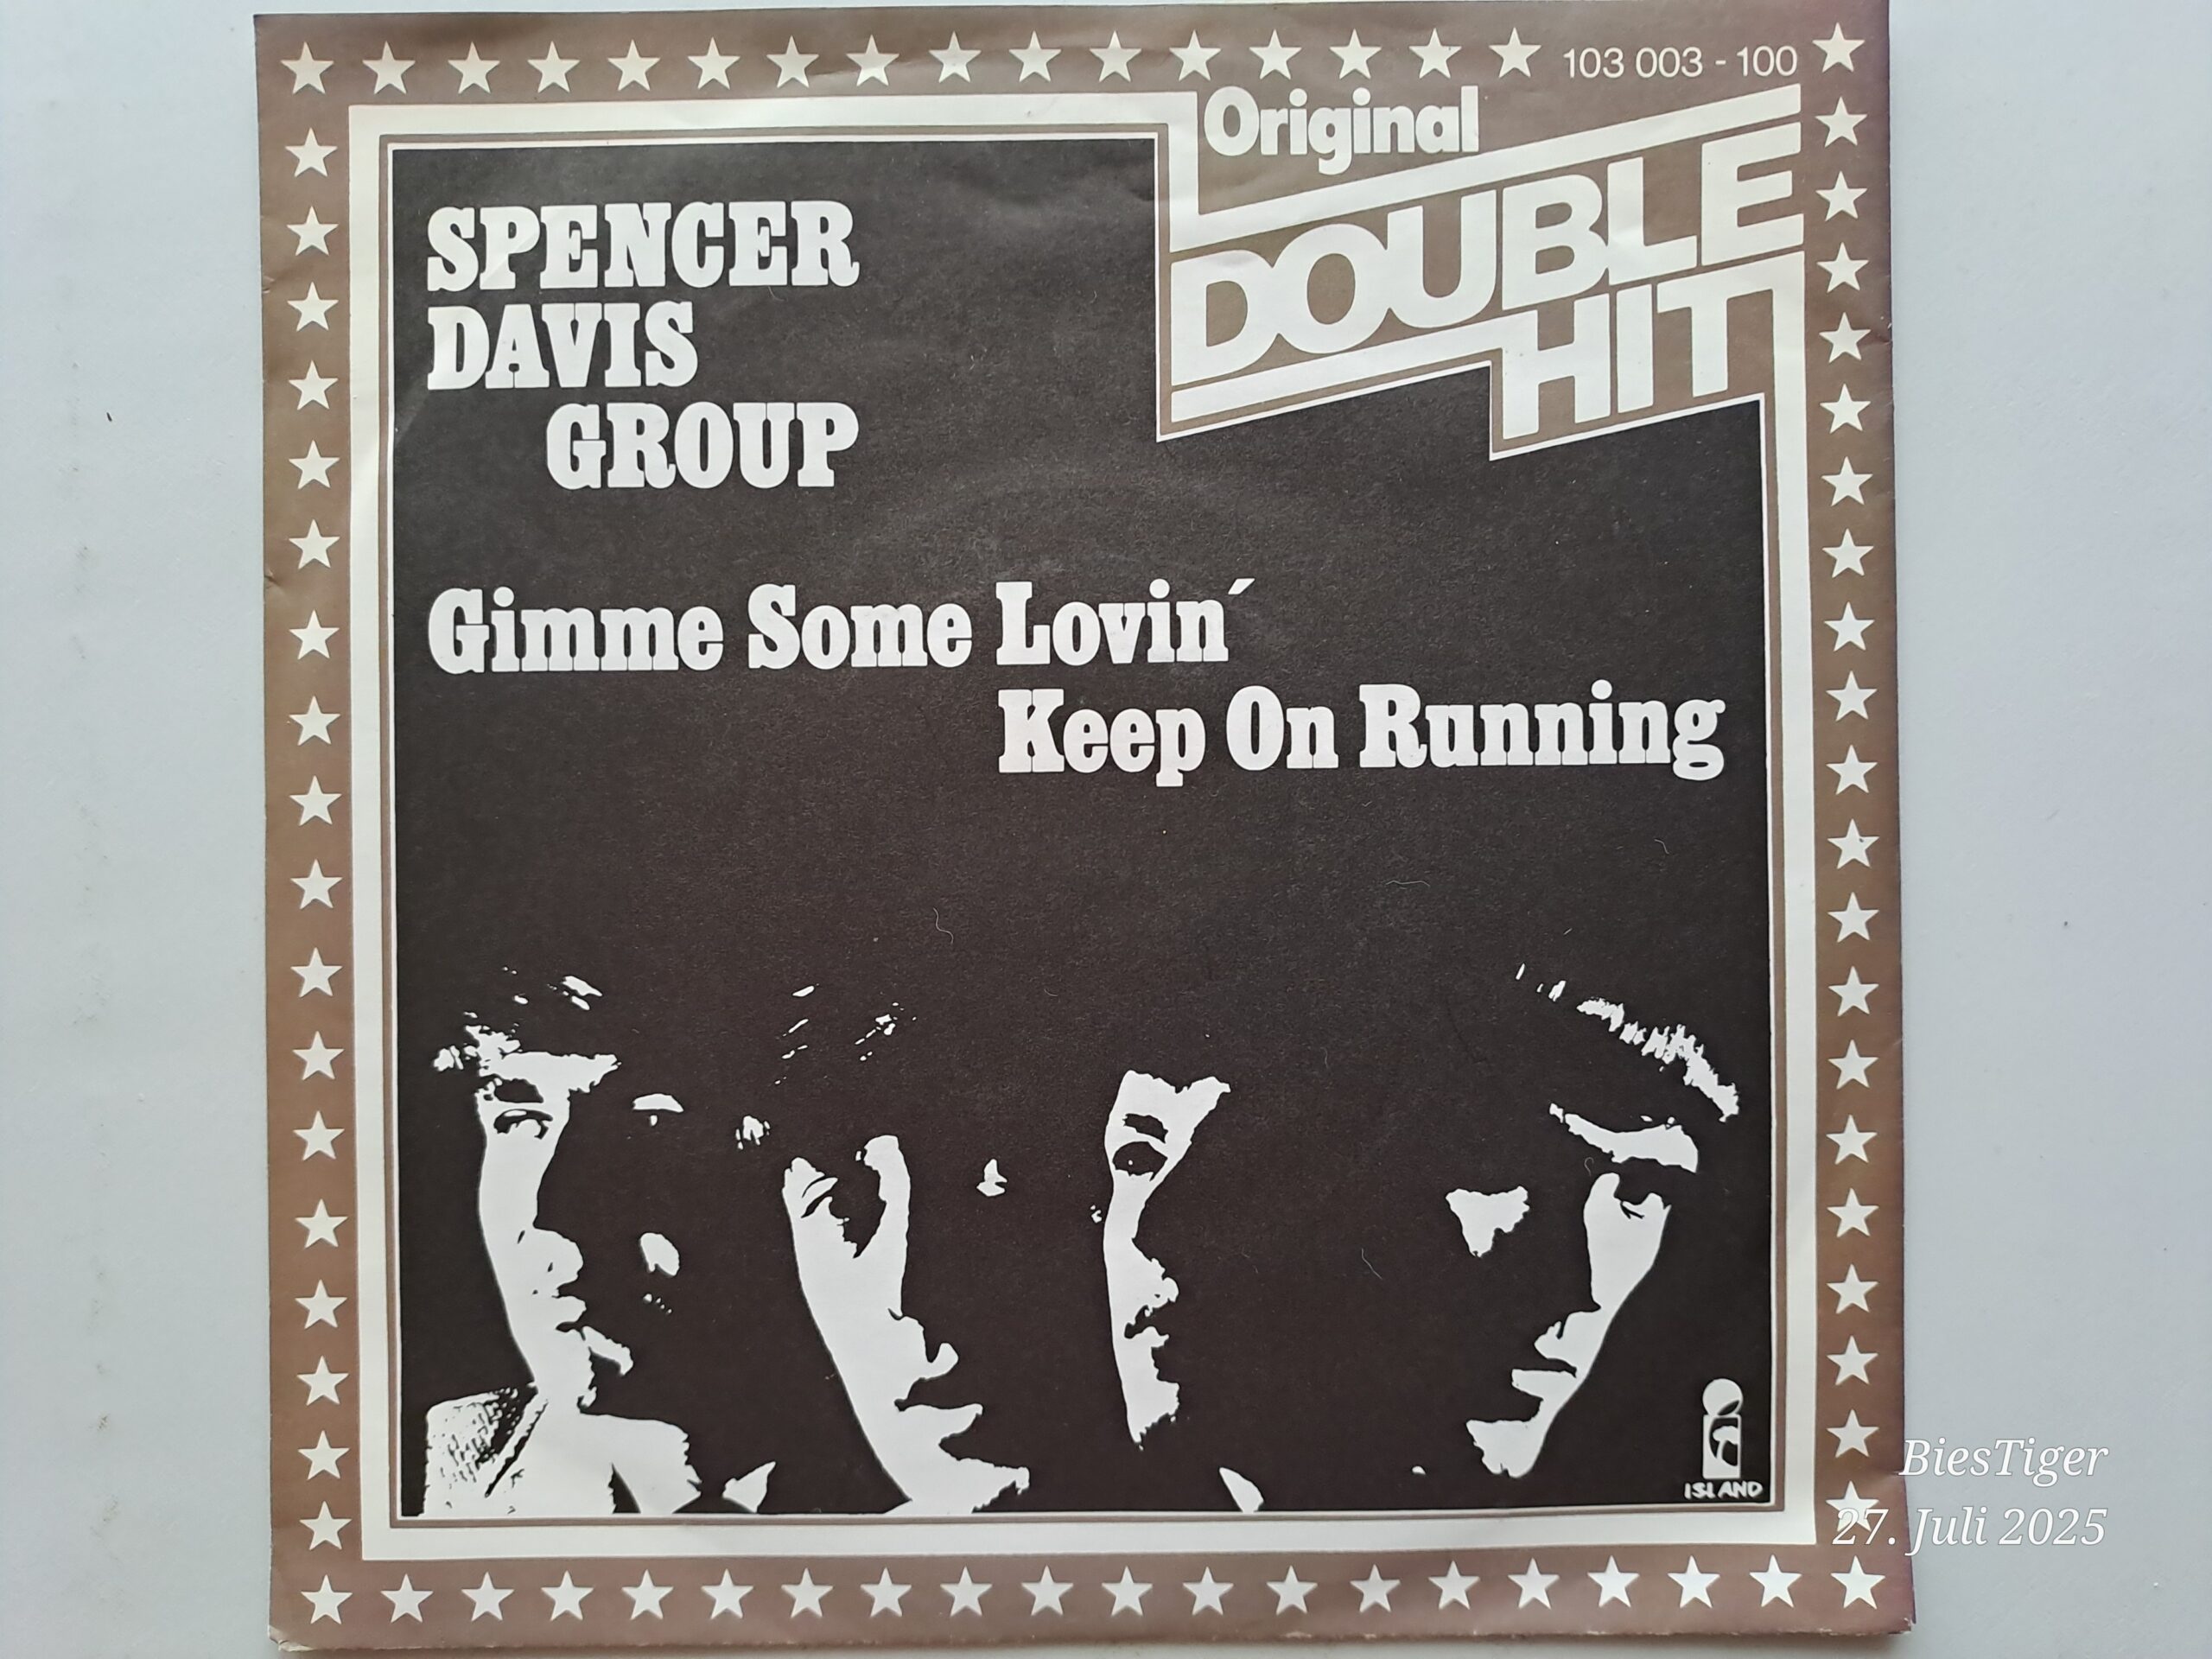 103 003 - 100
Original
DOUBLE
HIT
SPENCER
DAVIS
GROUP
Gimme Some Lovin´
Keep On Running
ISLAND
BiesTiger
27. Juli 2025